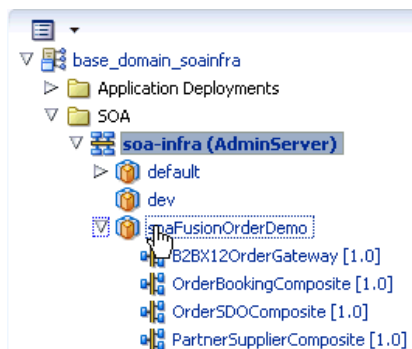 base_domain_soainfra
Application Deployments
SOA
soa-infra (AdminServer)
default
dev
soaFusionOrderDemo
B2BX12OrderGateway [1.0]
OrderBookingComposite [1.0]
OrderSDOComposite [1.0]
PartnerSupplierComposite [1.0]